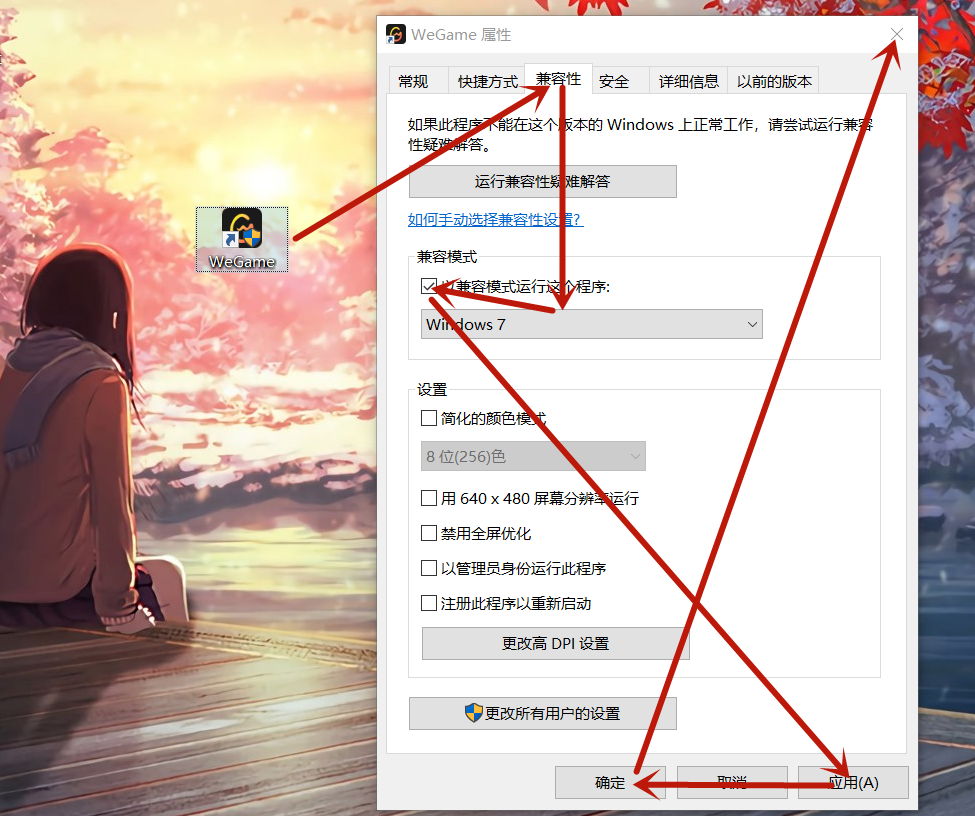 WeGame 属性
常规
快捷方式
兼容性
安全
详细信息
以前的版本
如果此程序不能在这个版本的 Windows 上正常工作，请尝试运行兼容
性疑难解答。
运行兼容性疑难解答
如何手动选择兼容性设置?
WeGame
兼容模式
以兼容模式运行这个程序:
Windows 7
设置
简化的颜色模式
8 位(256)色
用 640 x 480 屏幕分辨率运行
禁用全屏优化
以管理员身份运行此程序
注册此程序以重新启动
更改高 DPI 设置
更改所有用户的设置
确定
取消
应用(A)